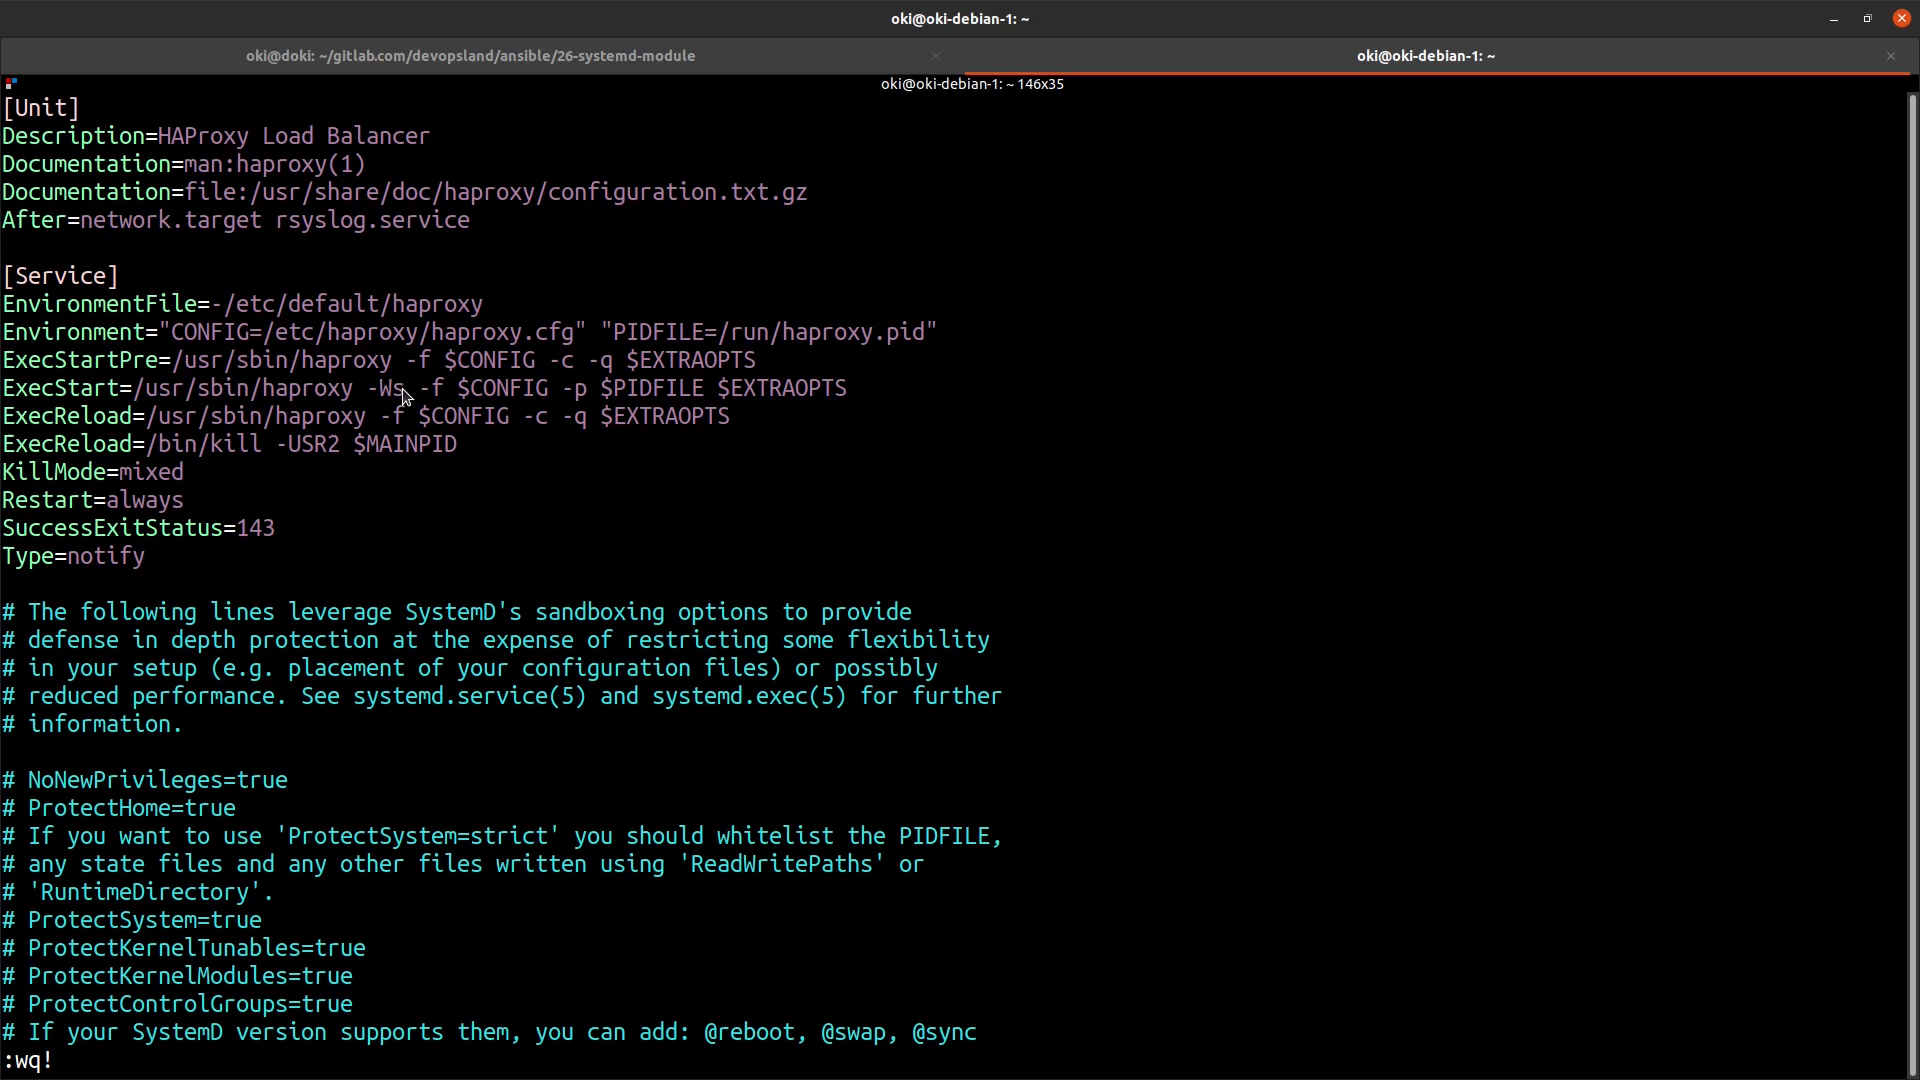 oki@oki-debian-1: ~
oki@doki: ~/gitlab.com/devopsland/ansible/26-systemd-module
oki@oki-debian-1: ~
oki@oki-debian-1: ~ 146x35
[Unit]
Description=HAProxy Load Balancer
Documentation=man:haproxy(1)
Documentation=file:/usr/share/doc/haproxy/configuration.txt.gz
After=network.target rsyslog.service
[Service]
EnvironmentFile=-/etc/default/haproxy
Environment="CONFIG=/etc/haproxy/haproxy.cfg" "PIDFILE=/run/haproxy.pid"
ExecStartPre=/usr/sbin/haproxy -f $CONFIG -c -q $EXTRAOPTS
ExecStart=/usr/sbin/haproxy -Ws -f $CONFIG -p $PIDFILE $EXTRAOPTS
ExecReload=/usr/sbin/haproxy -f $CONFIG -c -q $EXTRAOPTS
ExecReload=/bin/kill -USR2 $MAINPID
KillMode=mixed
Restart=always
SuccessExitStatus=143
Type=notify
# The following lines leverage SystemD's sandboxing options to provide
# defense in depth protection at the expense of restricting some flexibility
# in your setup (e.g. placement of your configuration files) or possibly
# reduced performance. See systemd.service(5) and systemd.exec(5) for further
# information.
# NoNewPrivileges=true
# ProtectHome=true
# If you want to use 'ProtectSystem=strict' you should whitelist the PIDFILE,
# any state files and any other files written using 'ReadWritePaths' or
# 'RuntimeDirectory'.
# ProtectSystem=true
# ProtectKernelTunables=true
# ProtectKernelModules=true
# ProtectControlGroups=true
# If your SystemD version supports them, you can add: @reboot, @swap, @sync
:wq!